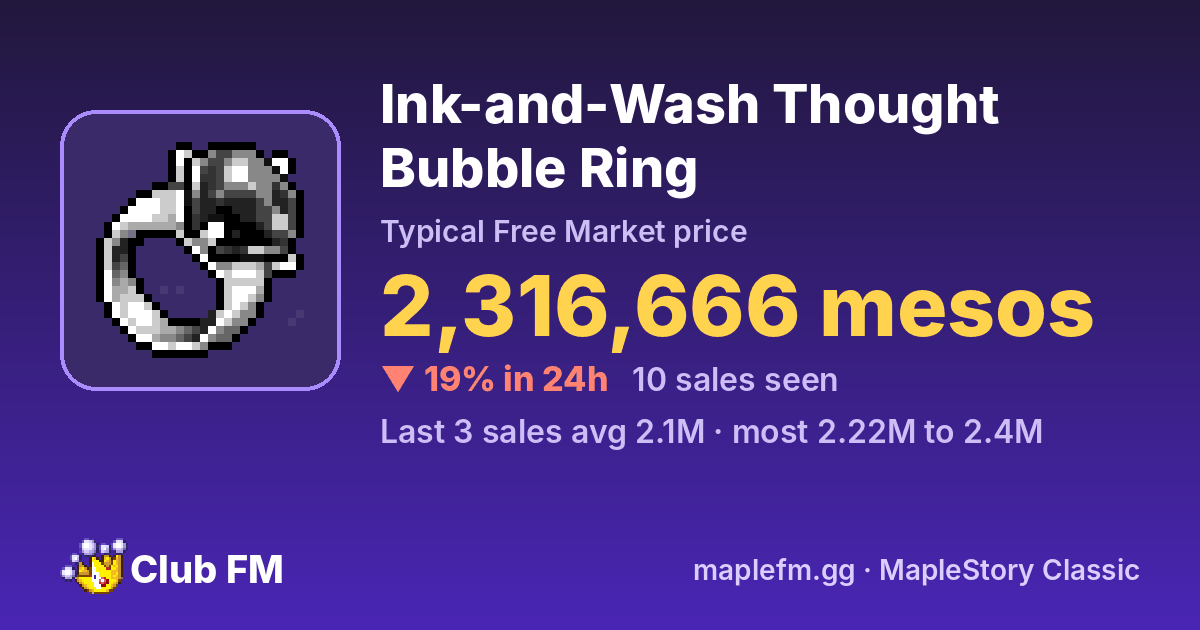 Ink-and-Wash Thought
Bubble Ring
Typical Free Market price
2,316,666 mesos
▼ 19% in 24h 10 sales seen
Last 3 sales avg 2.1M · most 2.22M to 2.4M
Club FM
maplefm.gg · MapleStory Classic